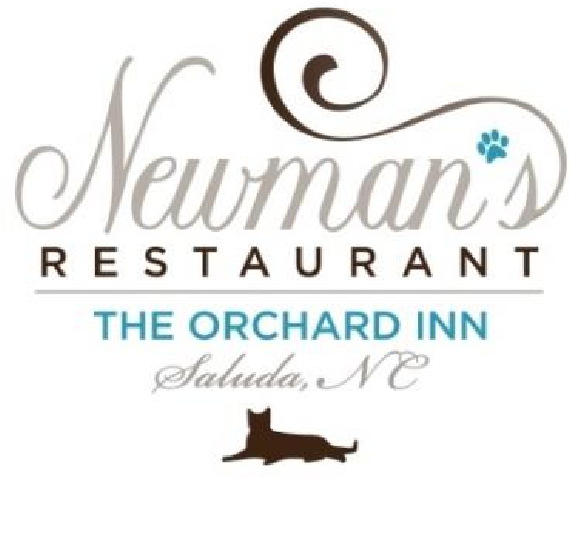 Newman's
RESTAURANT
THE ORCHARD INN
Saluda, NC